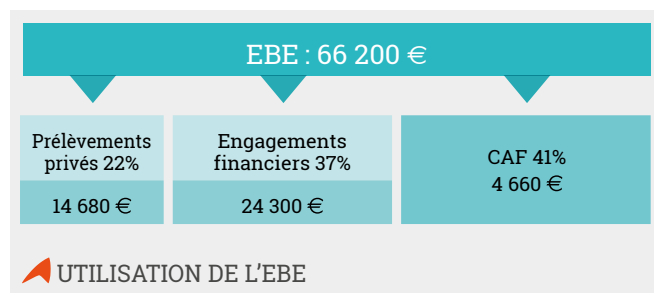 EBE : 66 200 €
Prélèvements
privés 22%
14 680 €
Engagements
financiers 37%
24 300 €
CAF 41%
4 660 €
UTILISATION DE L’EBE